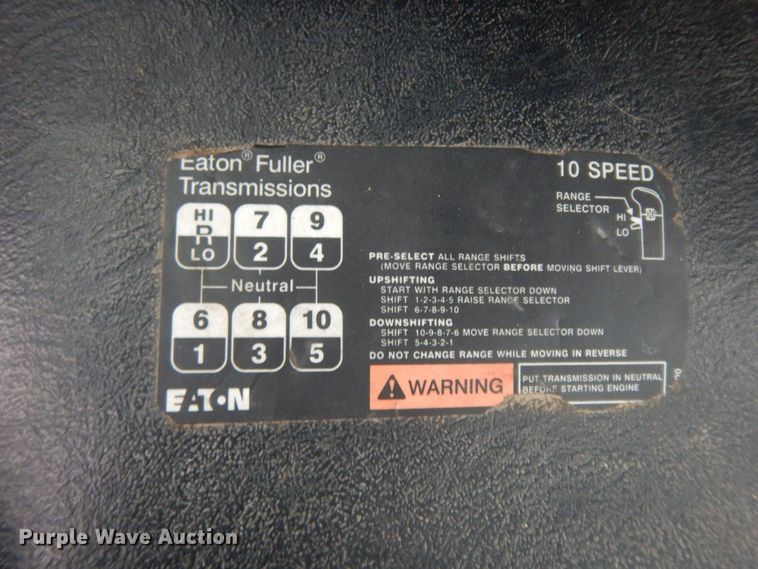 Eaton® Fuller®
Transmissions
10 SPEED
RANGE
SELECTOR
HI
LO
HI
R
LO
7
2
9
4
Neutral
6
1
8
3
10
5
EATON
PRE-SELECT ALL RANGE SHIFTS
(MOVE RANGE SELECTOR BEFORE MOVING SHIFT LEVER)
UPSHIFTING
START WITH RANGE SELECTOR DOWN
SHIFT 1-2-3-4-5 RAISE RANGE SELECTOR
SHIFT 6-7-8-9-10
DOWNSHIFTING
SHIFT 10-9-8-7-6 MOVE RANGE SELECTOR DOWN
SHIFT 5-4-3-2-1
DO NOT CHANGE RANGE WHILE MOVING IN REVERSE
WARNING
PUT TRANSMISSION IN NEUTRAL
BEFORE STARTING ENGINE
Purple Wave Auction